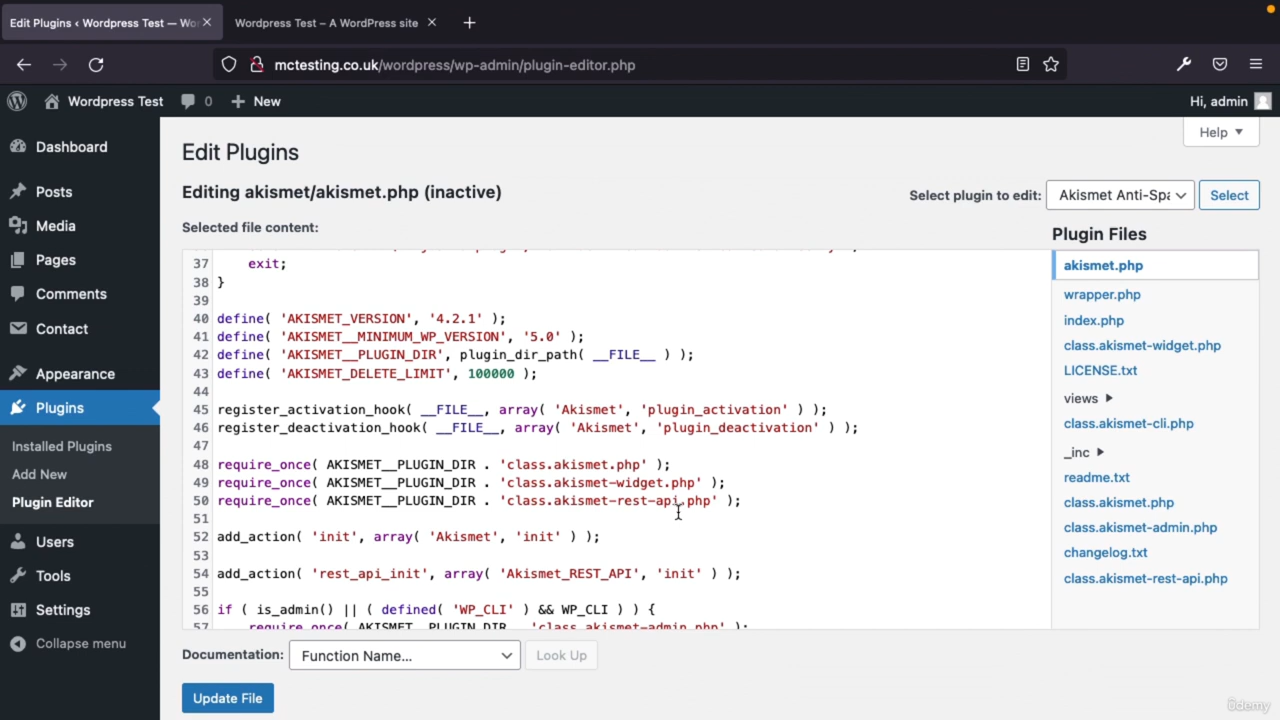 Edit Plugins ‹ Wordpress Test — Wo
Wordpress Test – A WordPress site
mctesting.co.uk/wordpress/wp-admin/plugin-editor.php
Wordpress Test
0
New
Hi, admin
Help
Dashboard
Posts
Media
Pages
Comments
Contact
Appearance
Plugins
Installed Plugins
Add New
Plugin Editor
Users
Tools
Settings
Collapse menu
Edit Plugins
Editing akismet/akismet.php (inactive)
Select plugin to edit:
Akismet Anti-Spa
Select
Selected file content:
37 exit;
38 }
39
40 define( 'AKISMET_VERSION', '4.2.1' );
41 define( 'AKISMET__MINIMUM_WP_VERSION', '5.0' );
42 define( 'AKISMET__PLUGIN_DIR', plugin_dir_path( __FILE__ ) );
43 define( 'AKISMET_DELETE_LIMIT', 100000 );
44
45 register_activation_hook( __FILE__, array( 'Akismet', 'plugin_activation' ) );
46 register_deactivation_hook( __FILE__, array( 'Akismet', 'plugin_deactivation' ) );
47
48 require_once( AKISMET__PLUGIN_DIR . 'class.akismet.php' );
49 require_once( AKISMET__PLUGIN_DIR . 'class.akismet-widget.php' );
50 require_once( AKISMET__PLUGIN_DIR . 'class.akismet-rest-api.php' );
51
52 add_action( 'init', array( 'Akismet', 'init' ) );
53
54 add_action( 'rest_api_init', array( 'Akismet_REST_API', 'init' ) );
55
56 if ( is_admin() || ( defined( 'WP_CLI' ) && WP_CLI ) ) {
57 require_once( AKISMET__PLUGIN_DIR . 'class.akismet-admin.php' );
Plugin Files
akismet.php
wrapper.php
index.php
class.akismet-widget.php
LICENSE.txt
views
class.akismet-cli.php
_inc
readme.txt
class.akismet.php
class.akismet-admin.php
changelog.txt
class.akismet-rest-api.php
Documentation:
Function Name...
Look Up
Update File
ûdemy